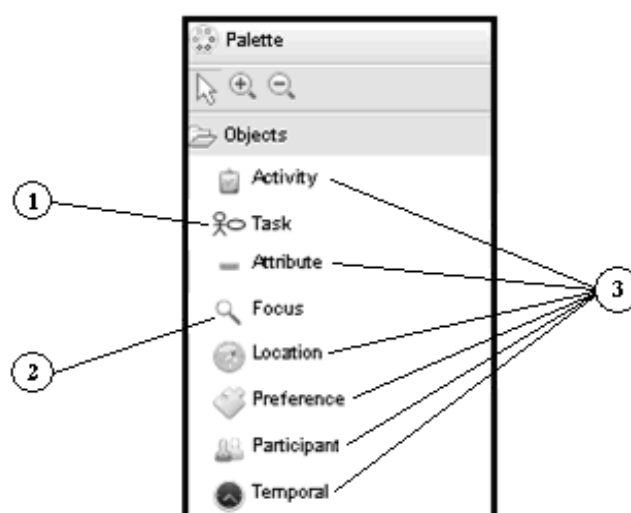 Palette
Objects
Activity
1
Task
Attribute
3
Focus
Location
2
Preference
Participant
Temporal